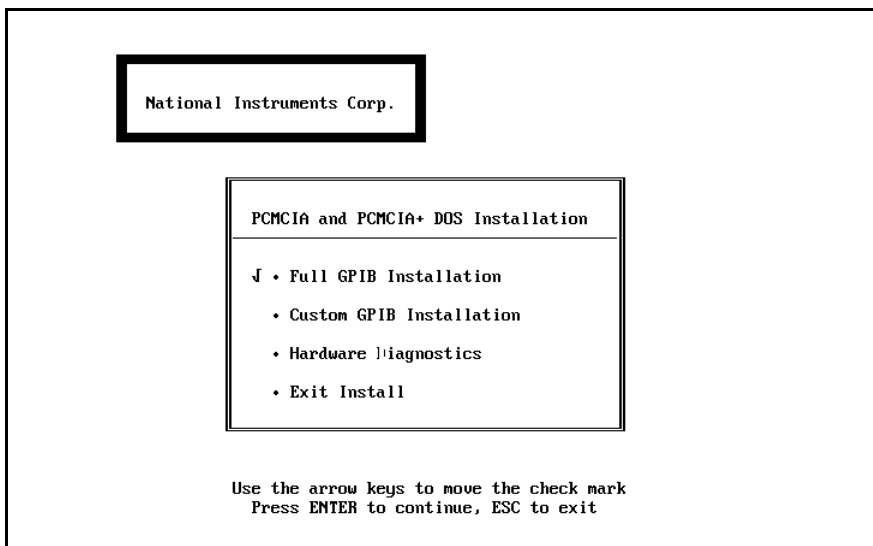 National Instruments Corp.
PCMCIA and PCMCIA+ DOS Installation
√ • Full GPIB Installation
• Custom GPIB Installation
• Hardware Diagnostics
• Exit Install
Use the arrow keys to move the check mark
Press ENTER to continue, ESC to exit